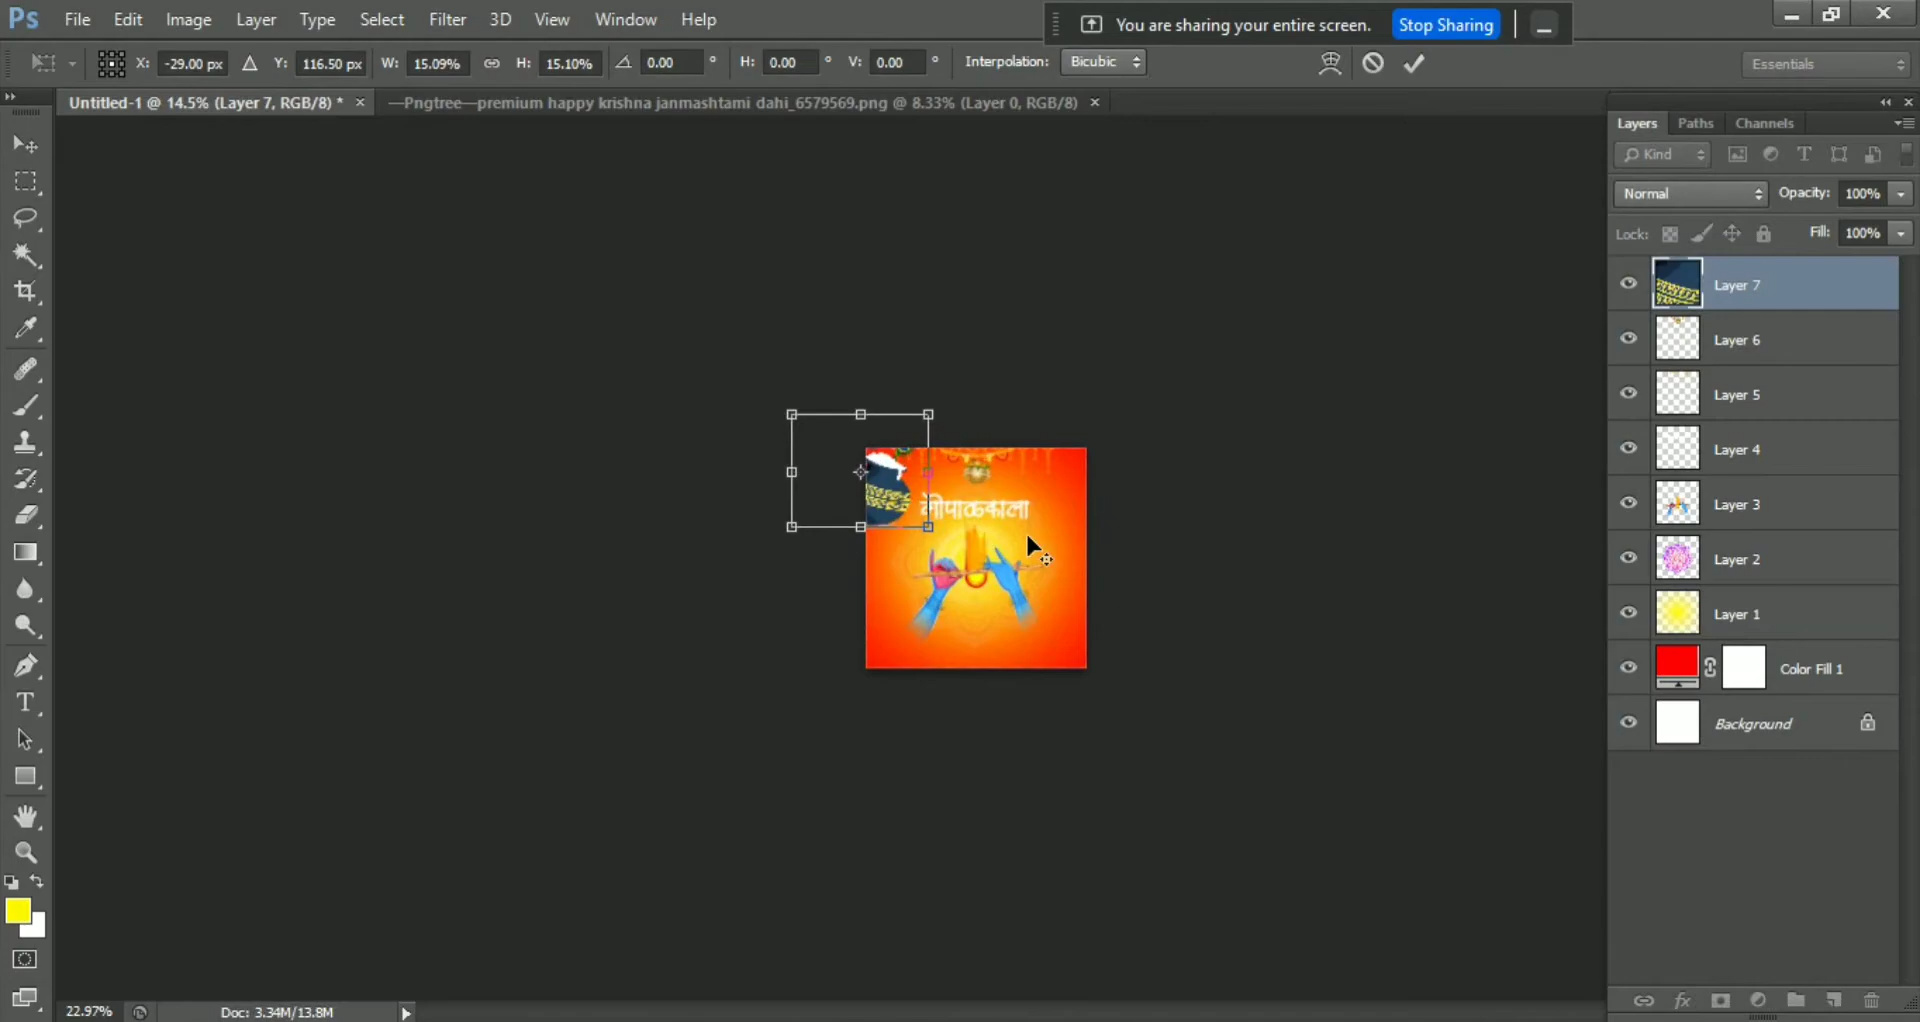 Ps File Edit Image Layer Type Select Filter 3D View Window Help
You are sharing your entire screen. Stop Sharing
X: -29.00 px Y: 116.50 px W: 15.09% H: 15.10% 0.00 ° H: 0.00 ° V: 0.00 ° Interpolation: Bicubic Essentials
Untitled-1 @ 14.5% (Layer 7, RGB/8) * × —Pngtree—premium happy krishna janmashtami dahi_6579569.png @ 8.33% (Layer 0, RGB/8) ×
Layers Paths Channels
Kind
Normal Opacity: 100%
Lock: Fill: 100%
Layer 7
Layer 6
Layer 5
Layer 4
Layer 3
Layer 2
Layer 1
Color Fill 1
Background
गोपाळकाला
22.97% Doc: 3.34M/13.8M